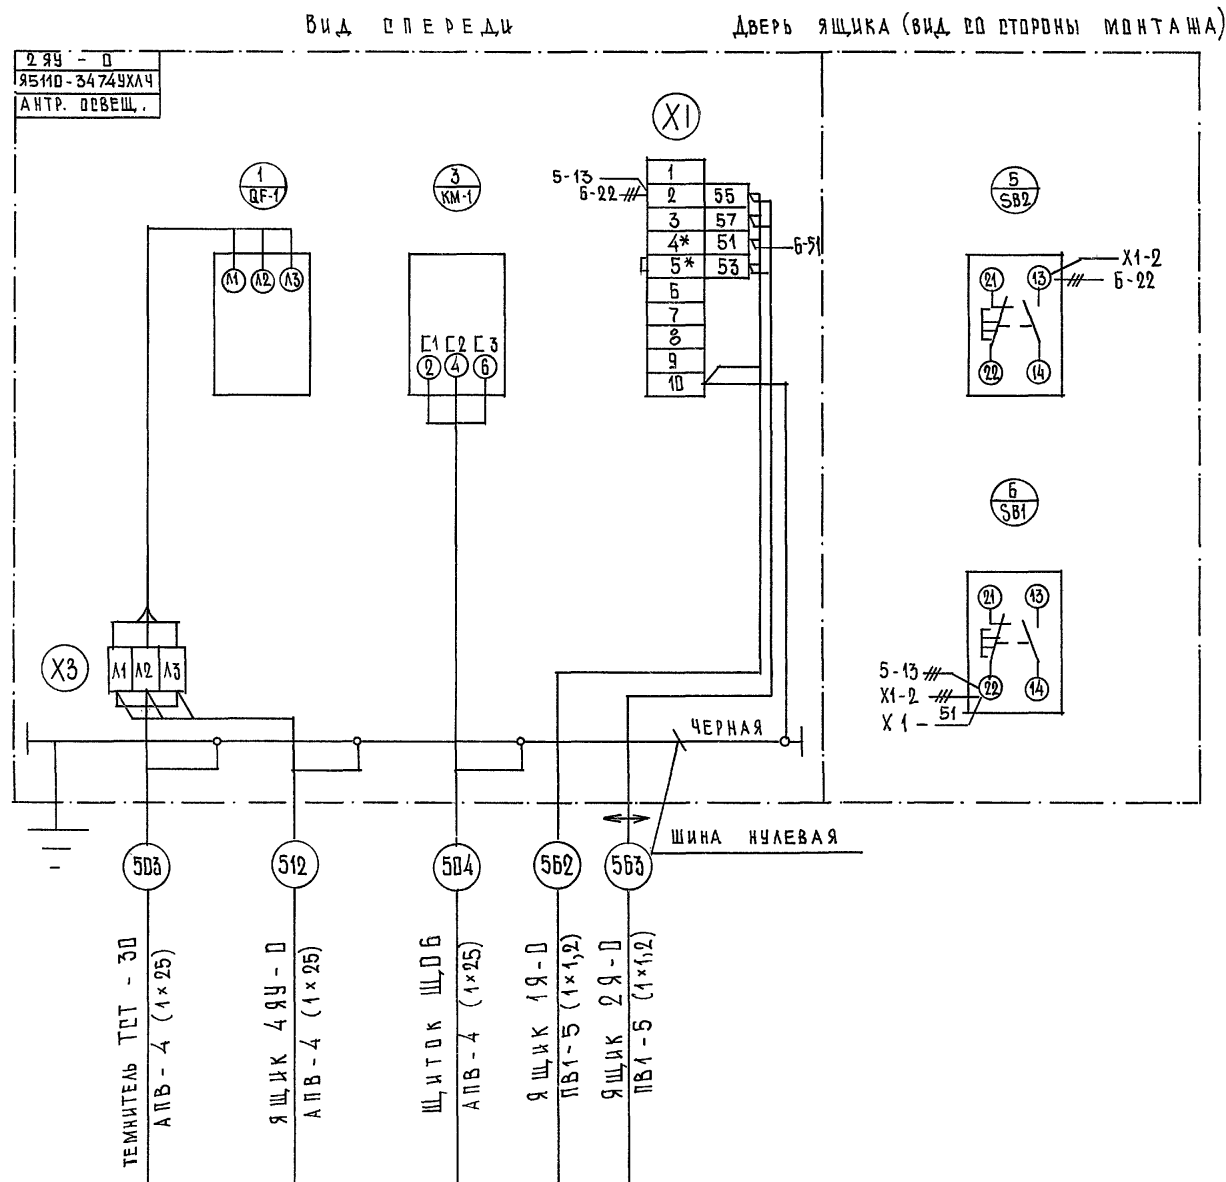 ВИД СПЕРЕДИ
ДВЕРЬ ЯЩИКА (ВИД СО СТОРОНЫ МОНТАЖА)
2ЯУ - О
Я5110-3474УХЛ4
АНТР. ОСВЕЩ.
X1
1
QF-1
3
КМ-1
5
SB2
5-13
6-22
1
2 55
3 57
4* 51
5* 53
6
7
8
9
10
6-51
Л1 Л2 Л3
С1 С2 С3
2 4 6
21 13
22 14
X1-2
6-22
6
SB1
21 13
22 14
5-13
X1-2
X1 - 51
X3
Л1 Л2 Л3
ЧЕРНАЯ
ШИНА НУЛЕВАЯ
503
512
504
562
563
ТЕМНИТЕЛЬ ТСТ - 30
АПВ - 4 (1×25)
ЯЩИК 4ЯУ - О
АПВ - 4 (1×25)
ЩИТОК ЩО6
АПВ - 4 (1×25)
ЯЩИК 1Я-О
ПВ1-5 (1×1,2)
ЯЩИК 2Я-О
ПВ1-5 (1×1,2)